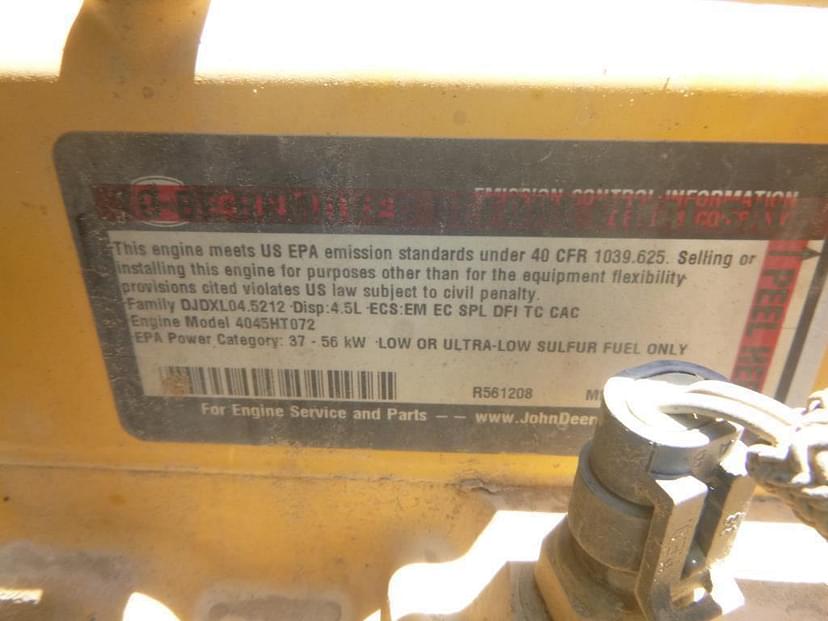 EMISSION CONTROL INFORMATION
This engine meets US EPA emission standards under 40 CFR 1039.625. Selling or
installing this engine for purposes other than for the equipment flexibility
provisions cited violates US law subject to civil penalty.
Family DJDXL04.5212 Disp:4.5L ECS:EM EC SPL DFI TC CAC
Engine Model 4045HT072
EPA Power Category: 37 - 56 kW LOW OR ULTRA-LOW SULFUR FUEL ONLY
R561208
For Engine Service and Parts – – www.JohnDeer
PEEL